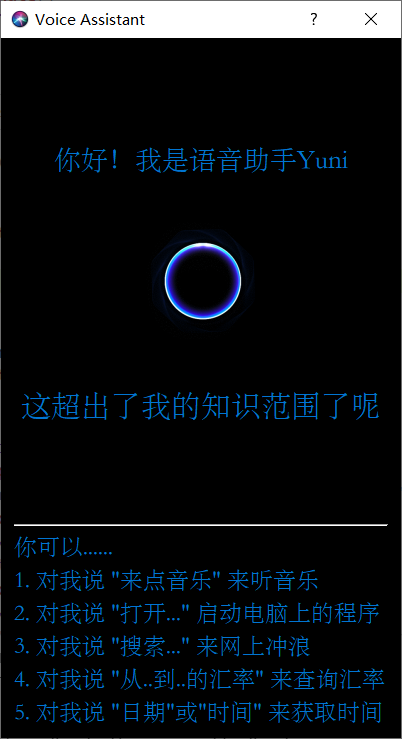 Voice Assistant
?
你好！我是语音助手Yuni
这超出了我的知识范围了呢
你可以......
1. 对我说 "来点音乐" 来听音乐
2. 对我说 "打开..." 启动电脑上的程序
3. 对我说 "搜索..." 来网上冲浪
4. 对我说 "从..到..的汇率" 来查询汇率
5. 对我说 "日期"或"时间" 来获取时间